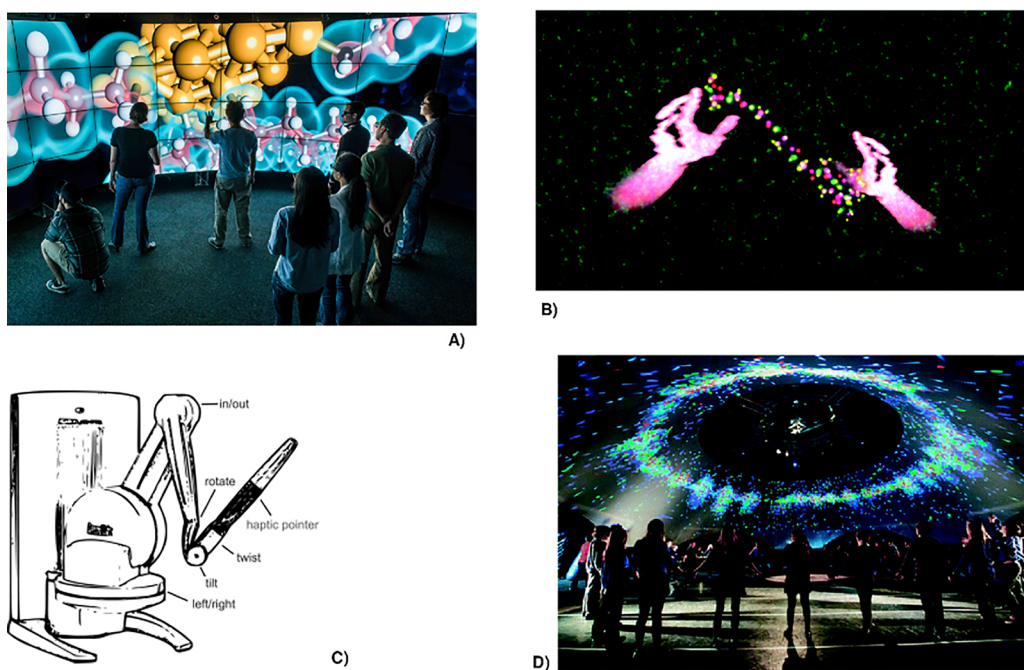 A)
B)
in/out
rotate
haptic pointer
twist
tilt
left/right
C)
D)